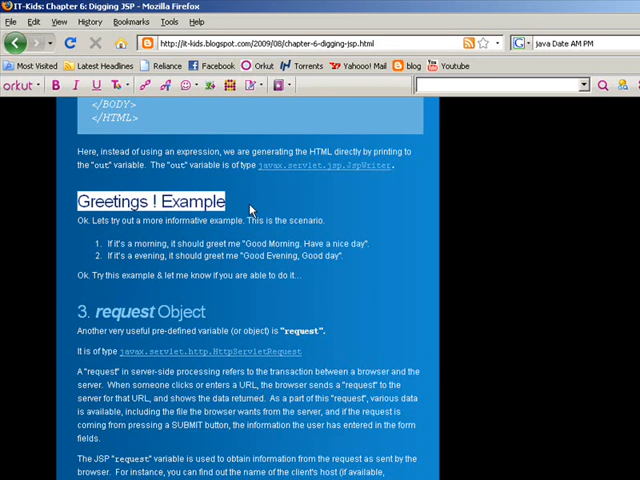 IT-Kids: Chapter 6: Digging JSP - Mozilla Firefox
File Edit View History Bookmarks Tools Help
http://it-kids.blogspot.com/2009/08/chapter-6-digging-jsp.html
java Date AM PM
Most Visited Latest Headlines Reliance Facebook Orkut Torrents Yahooo! Mail blog Youtube
orkut B I U T
</BODY>
</HTML>
Here, instead of using an expression, we are generating the HTML directly by printing to
the "out" variable. The "out" variable is of type javax.servlet.jsp.JspWriter.
Greetings ! Example
Ok. Lets try out a more informative example. This is the scenario.
1. If it's a morning, it should greet me "Good Morning. Have a nice day".
2. If it's a evening, it should greet me "Good Evening, Good day".
Ok. Try this example & let me know if you are able to do it...
3. request Object
Another very useful pre-defined variable (or object) is "request".
It is of type javax.servlet.http.HttpServletRequest
A "request" in server-side processing refers to the transaction between a browser and the
server. When someone clicks or enters a URL, the browser sends a "request" to the
server for that URL, and shows the data returned. As a part of this "request", various data
is available, including the file the browser wants from the server, and if the request is
coming from pressing a SUBMIT button, the information the user has entered in the form
fields.
The JSP "request" variable is used to obtain information from the request as sent by the
browser. For instance, you can find out the name of the client's host (if available,